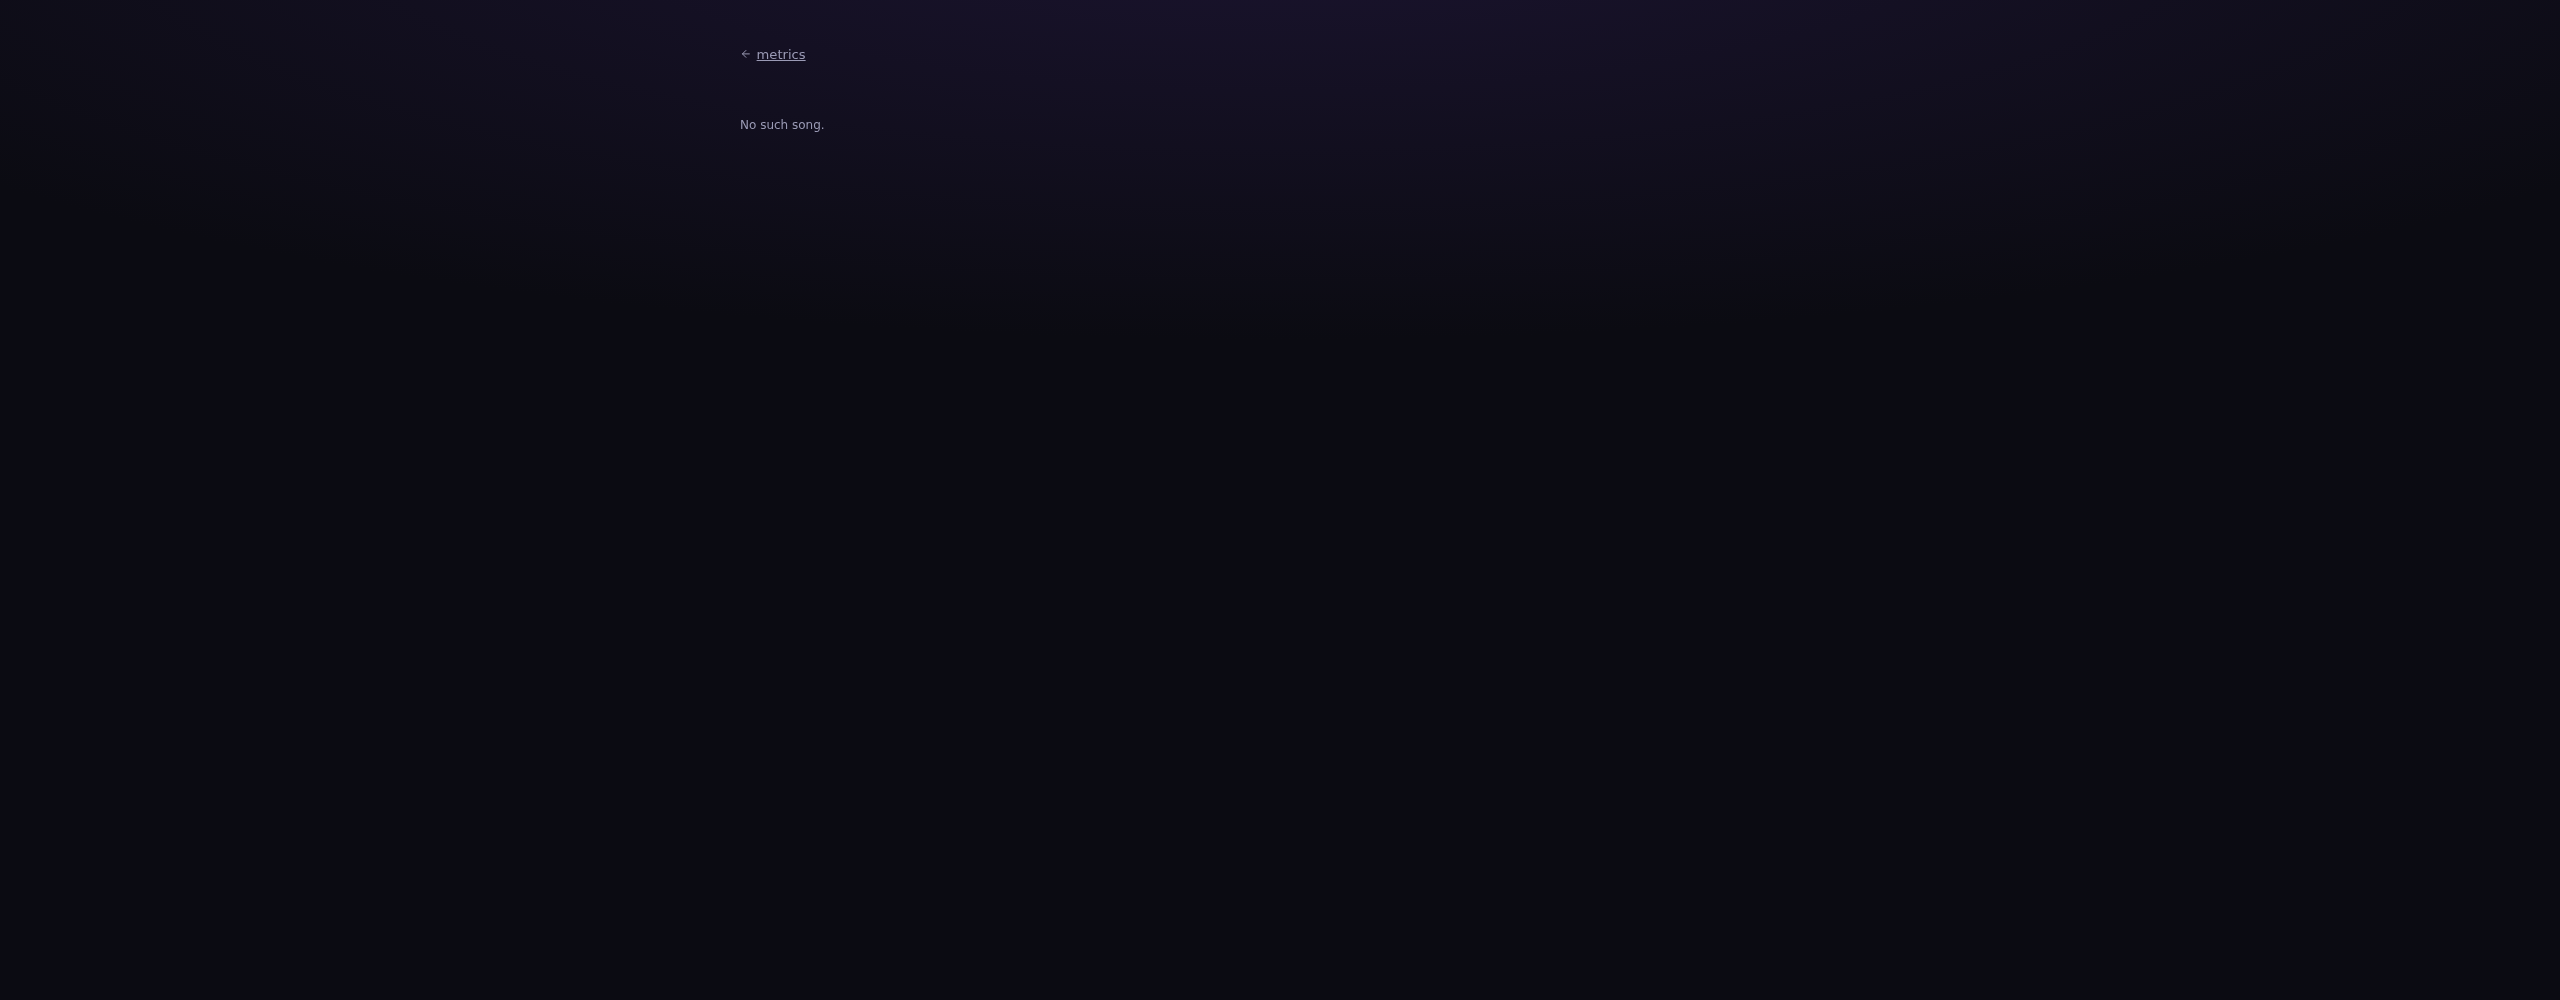 ← metrics
No such song.